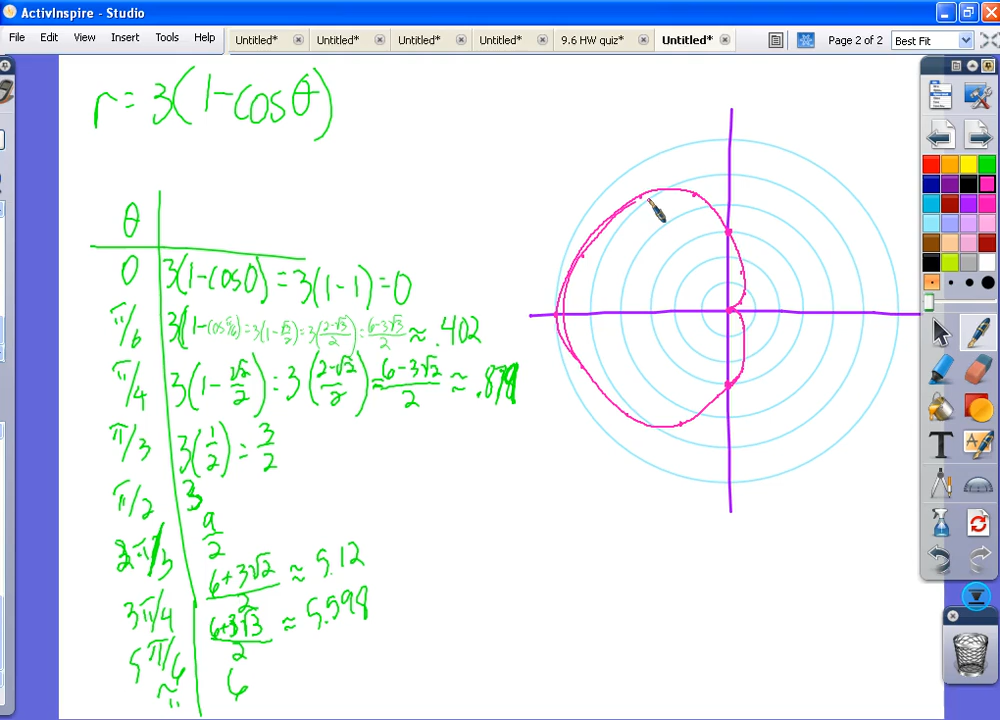 ActivInspire - Studio
File Edit View Insert Tools Help Untitled* Untitled* Untitled* Untitled* 9.6 HW quiz* Untitled* Page 2 of 2 Best Fit
r = 3(1-cosθ)
θ
0 3(1-cos0) = 3(1-1) = 0
π/6 3(1-cosπ/6) = 3(1-√3/2) = 3(2-√3/2) = 6-3√3/2 ≈ .402
π/4 3(1-√2/2) = 3(2-√2/2) = 6-3√2/2 ≈ .878
π/3 3(1/2) = 3/2
π/2 3
2π/3 9/2
3π/4 6+3√2/2 ≈ 5.12
5π/6 6+3√3/2 ≈ 5.598
π 6